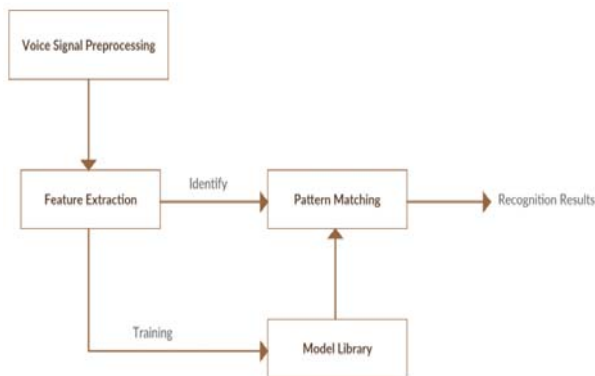 Voice Signal Preprocessing
Feature Extraction
Identify
Pattern Matching
Recognition Results
Training
Model Library